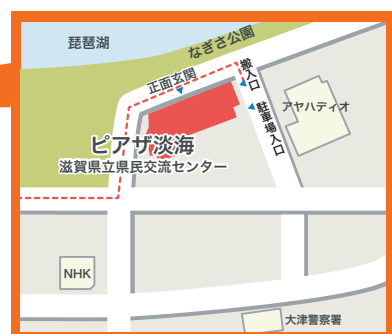 琵琶湖
なぎさ公園
正面玄関
搬入口
駐車場入口
アヤハディオ
ピアザ淡海
滋賀県立県民交流センター
NHK
大津警察署